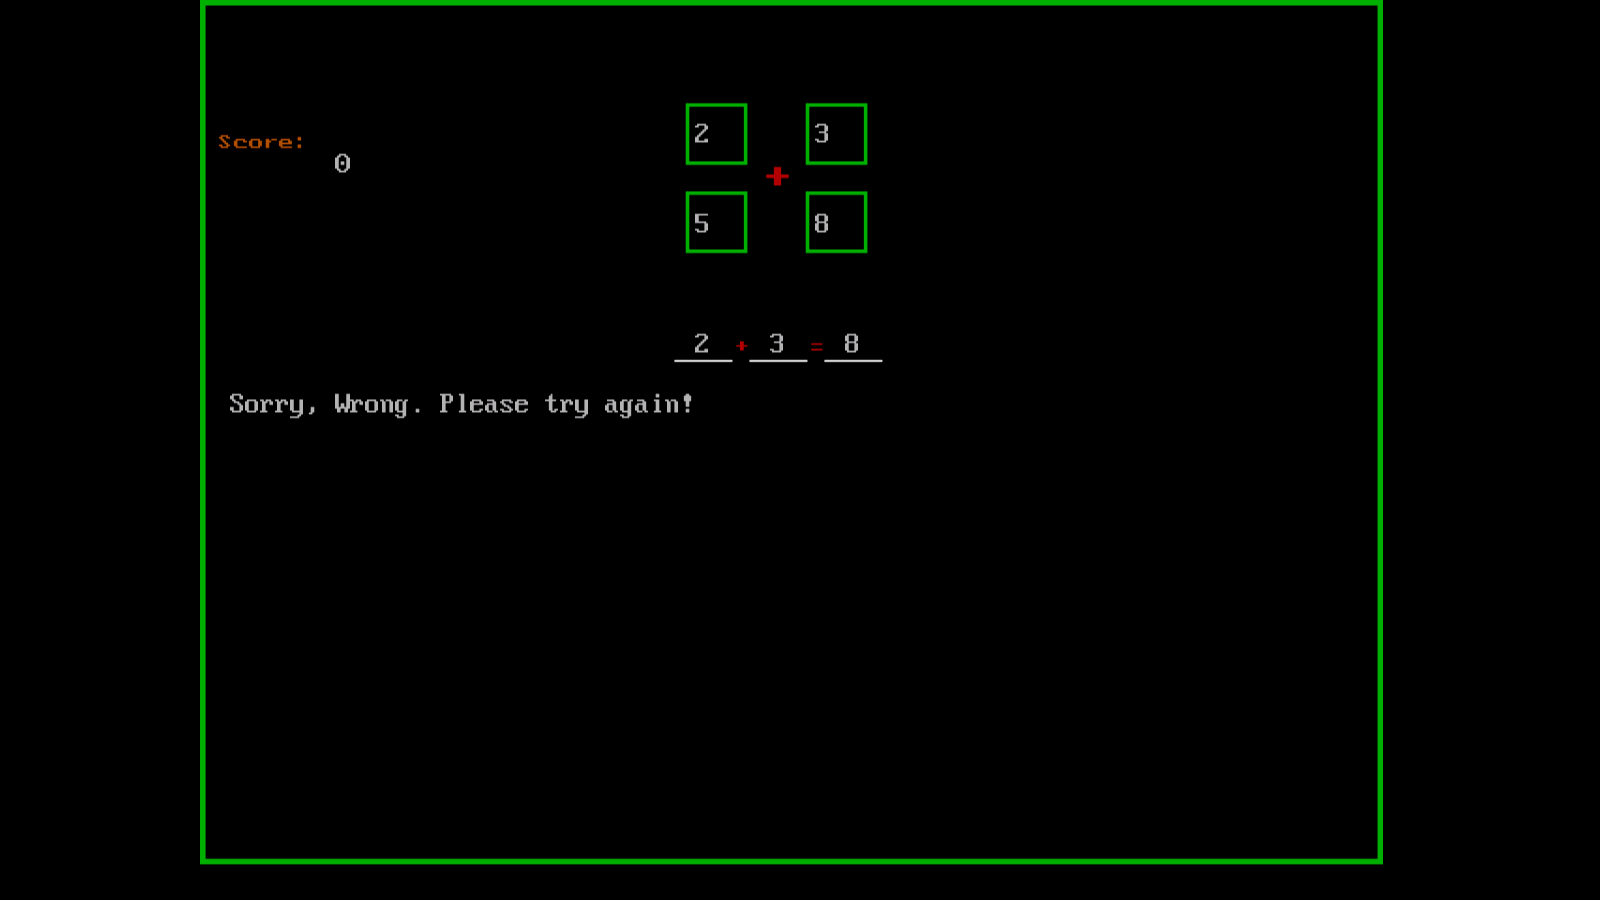 2 3
Score:
0
+
5 8
2 + 3 = 8
Sorry, Wrong. Please try again!